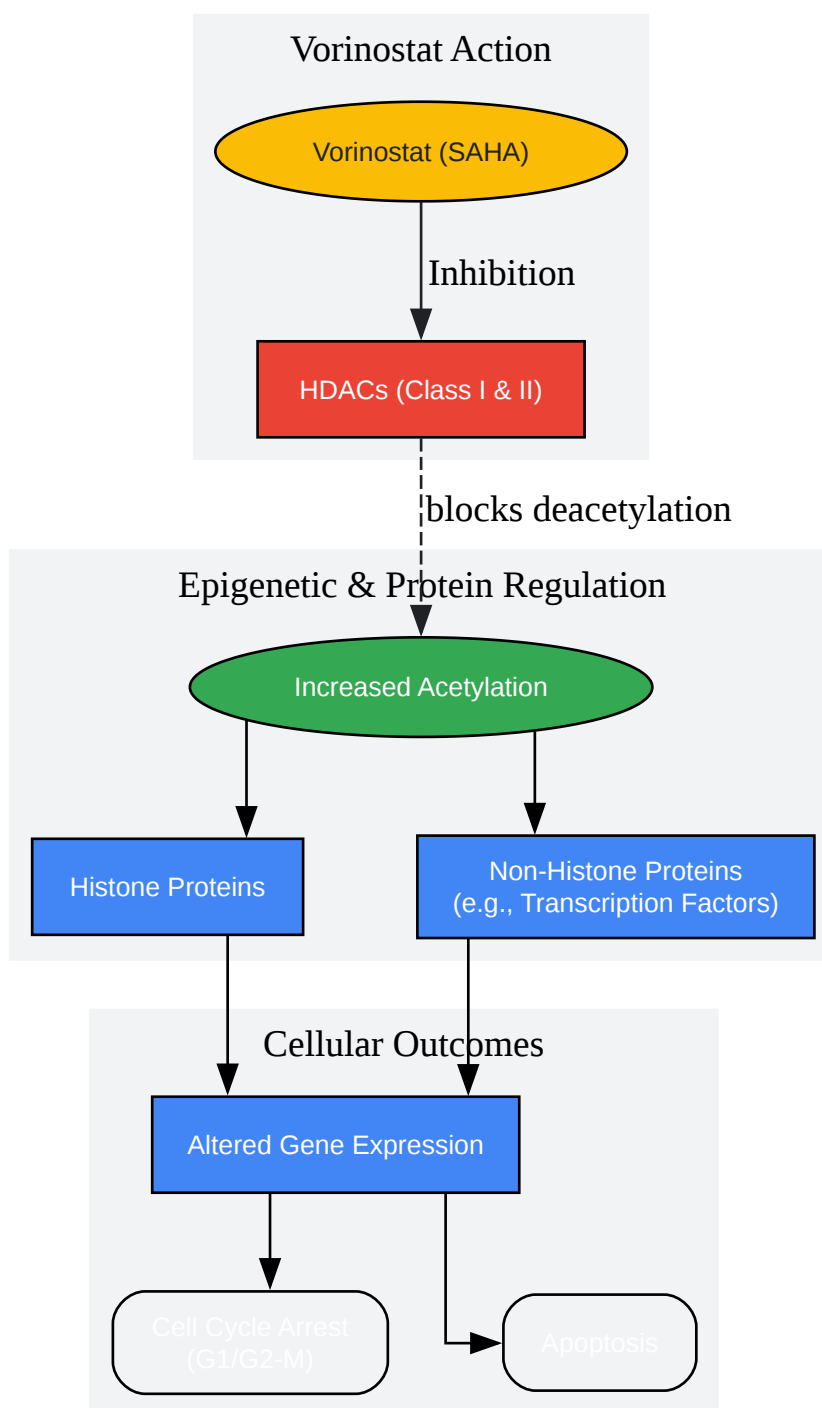 Vorinostat Action
Vorinostat (SAHA)
Inhibition
HDACs (Class I & II)
blocks deacetylation
Epigenetic & Protein Regulation
Increased Acetylation
Histone Proteins
Non-Histone Proteins
(e.g., Transcription Factors)
Cellular Outcomes
Altered Gene Expression
Cell Cycle Arrest
(G1/G2-M)
Apoptosis